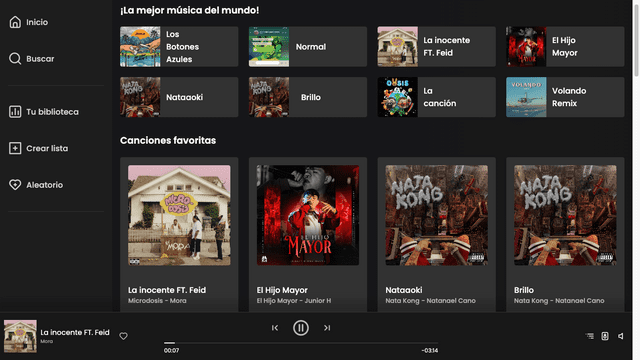 Inicio
Buscar
Tu biblioteca
Crear lista
Aleatorio
¡La mejor música del mundo!
Los
Botones
Azules
Normal
La inocente
FT. Feid
El Hijo
Mayor
Nataaoki
Brillo
La
canción
Volando
Remix
Canciones favoritas
MICRO
DOSIS
MORA
La inocente FT. Feid
Microdosis - Mora
EL HIJO
MAYOR
El Hijo Mayor
El Hijo Mayor - Junior H
NATA
KONG
Nataaoki
Nata Kong - Natanael Cano
NATA
KONG
Brillo
Nata Kong - Natanael Cano
La inocente FT. Feid
Mora
00:07
-03:14